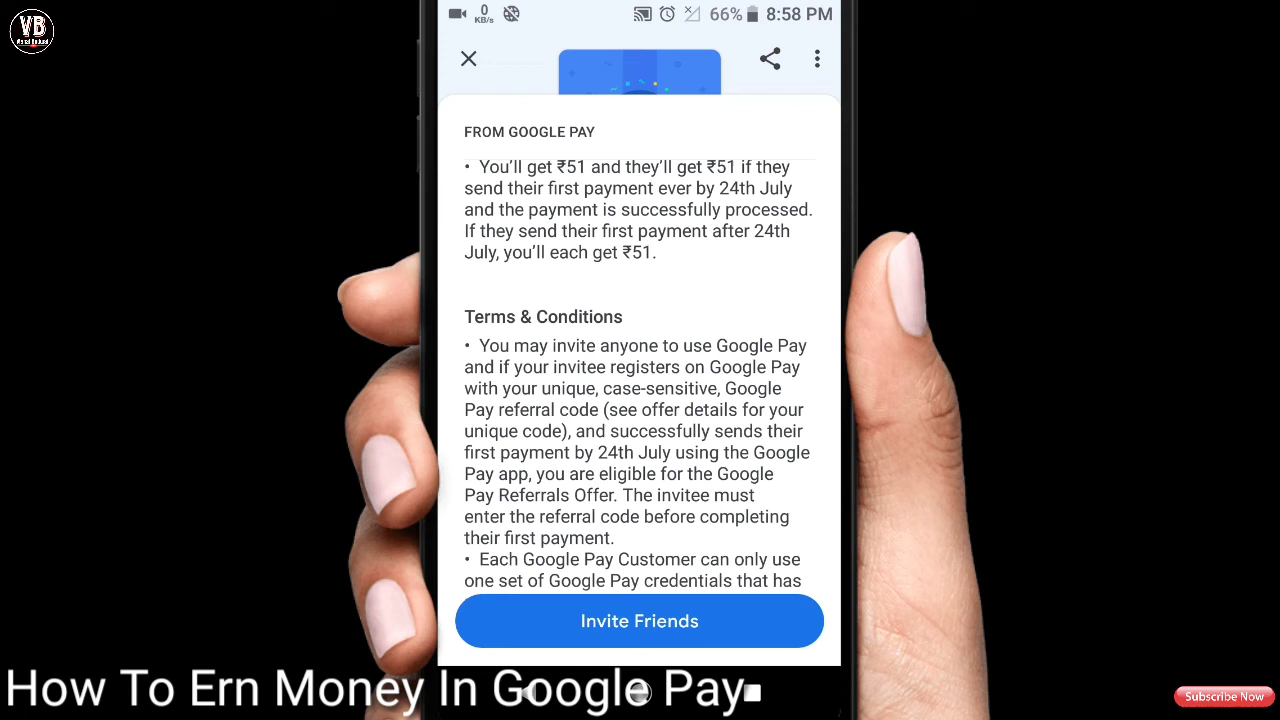 VB
0
KB/s
66%
8:58 PM
FROM GOOGLE PAY
• You’ll get ₹51 and they’ll get ₹51 if they
send their first payment ever by 24th July
and the payment is successfully processed.
If they send their first payment after 24th
July, you’ll each get ₹51.
Terms & Conditions
• You may invite anyone to use Google Pay
and if your invitee registers on Google Pay
with your unique, case-sensitive, Google
Pay referral code (see offer details for your
unique code), and successfully sends their
first payment by 24th July using the Google
Pay app, you are eligible for the Google
Pay Referrals Offer. The invitee must
enter the referral code before completing
their first payment.
• Each Google Pay Customer can only use
one set of Google Pay credentials that has
Invite Friends
How To Ern Money In Google Pay
Subscribe Now